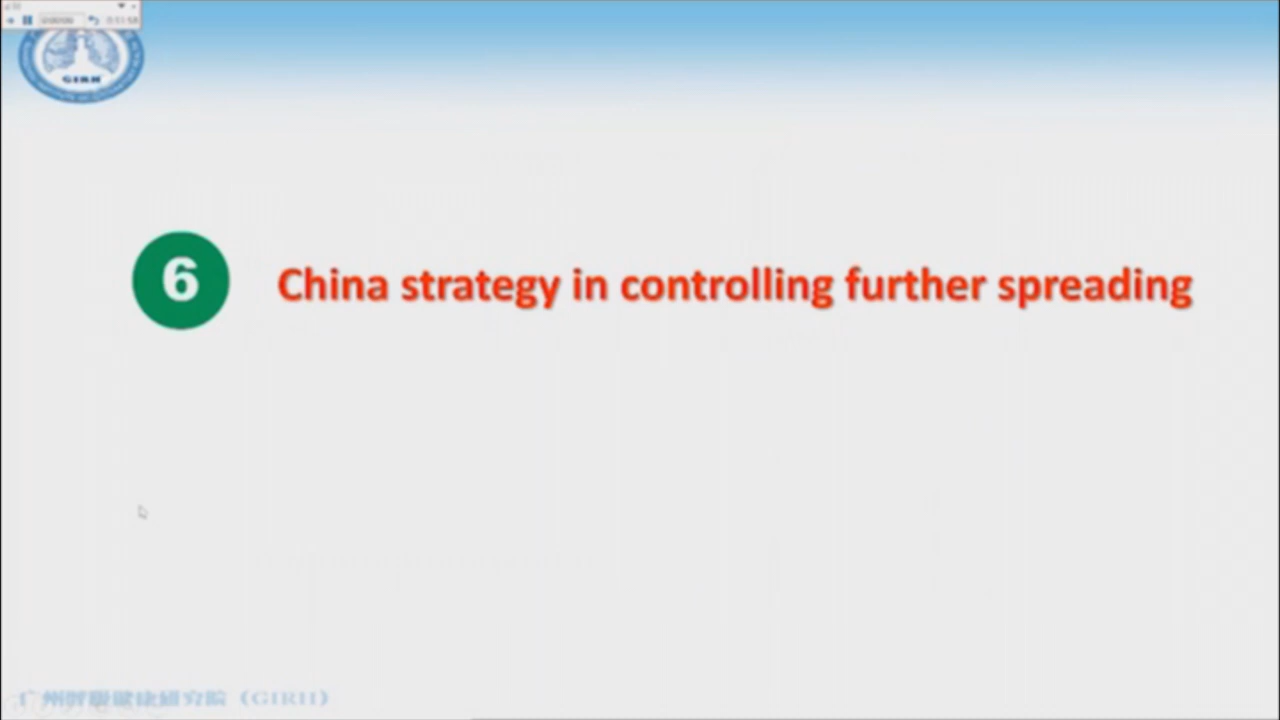 GIRH
6
China strategy in controlling further spreading
广州呼吸健康研究院（GIRH）